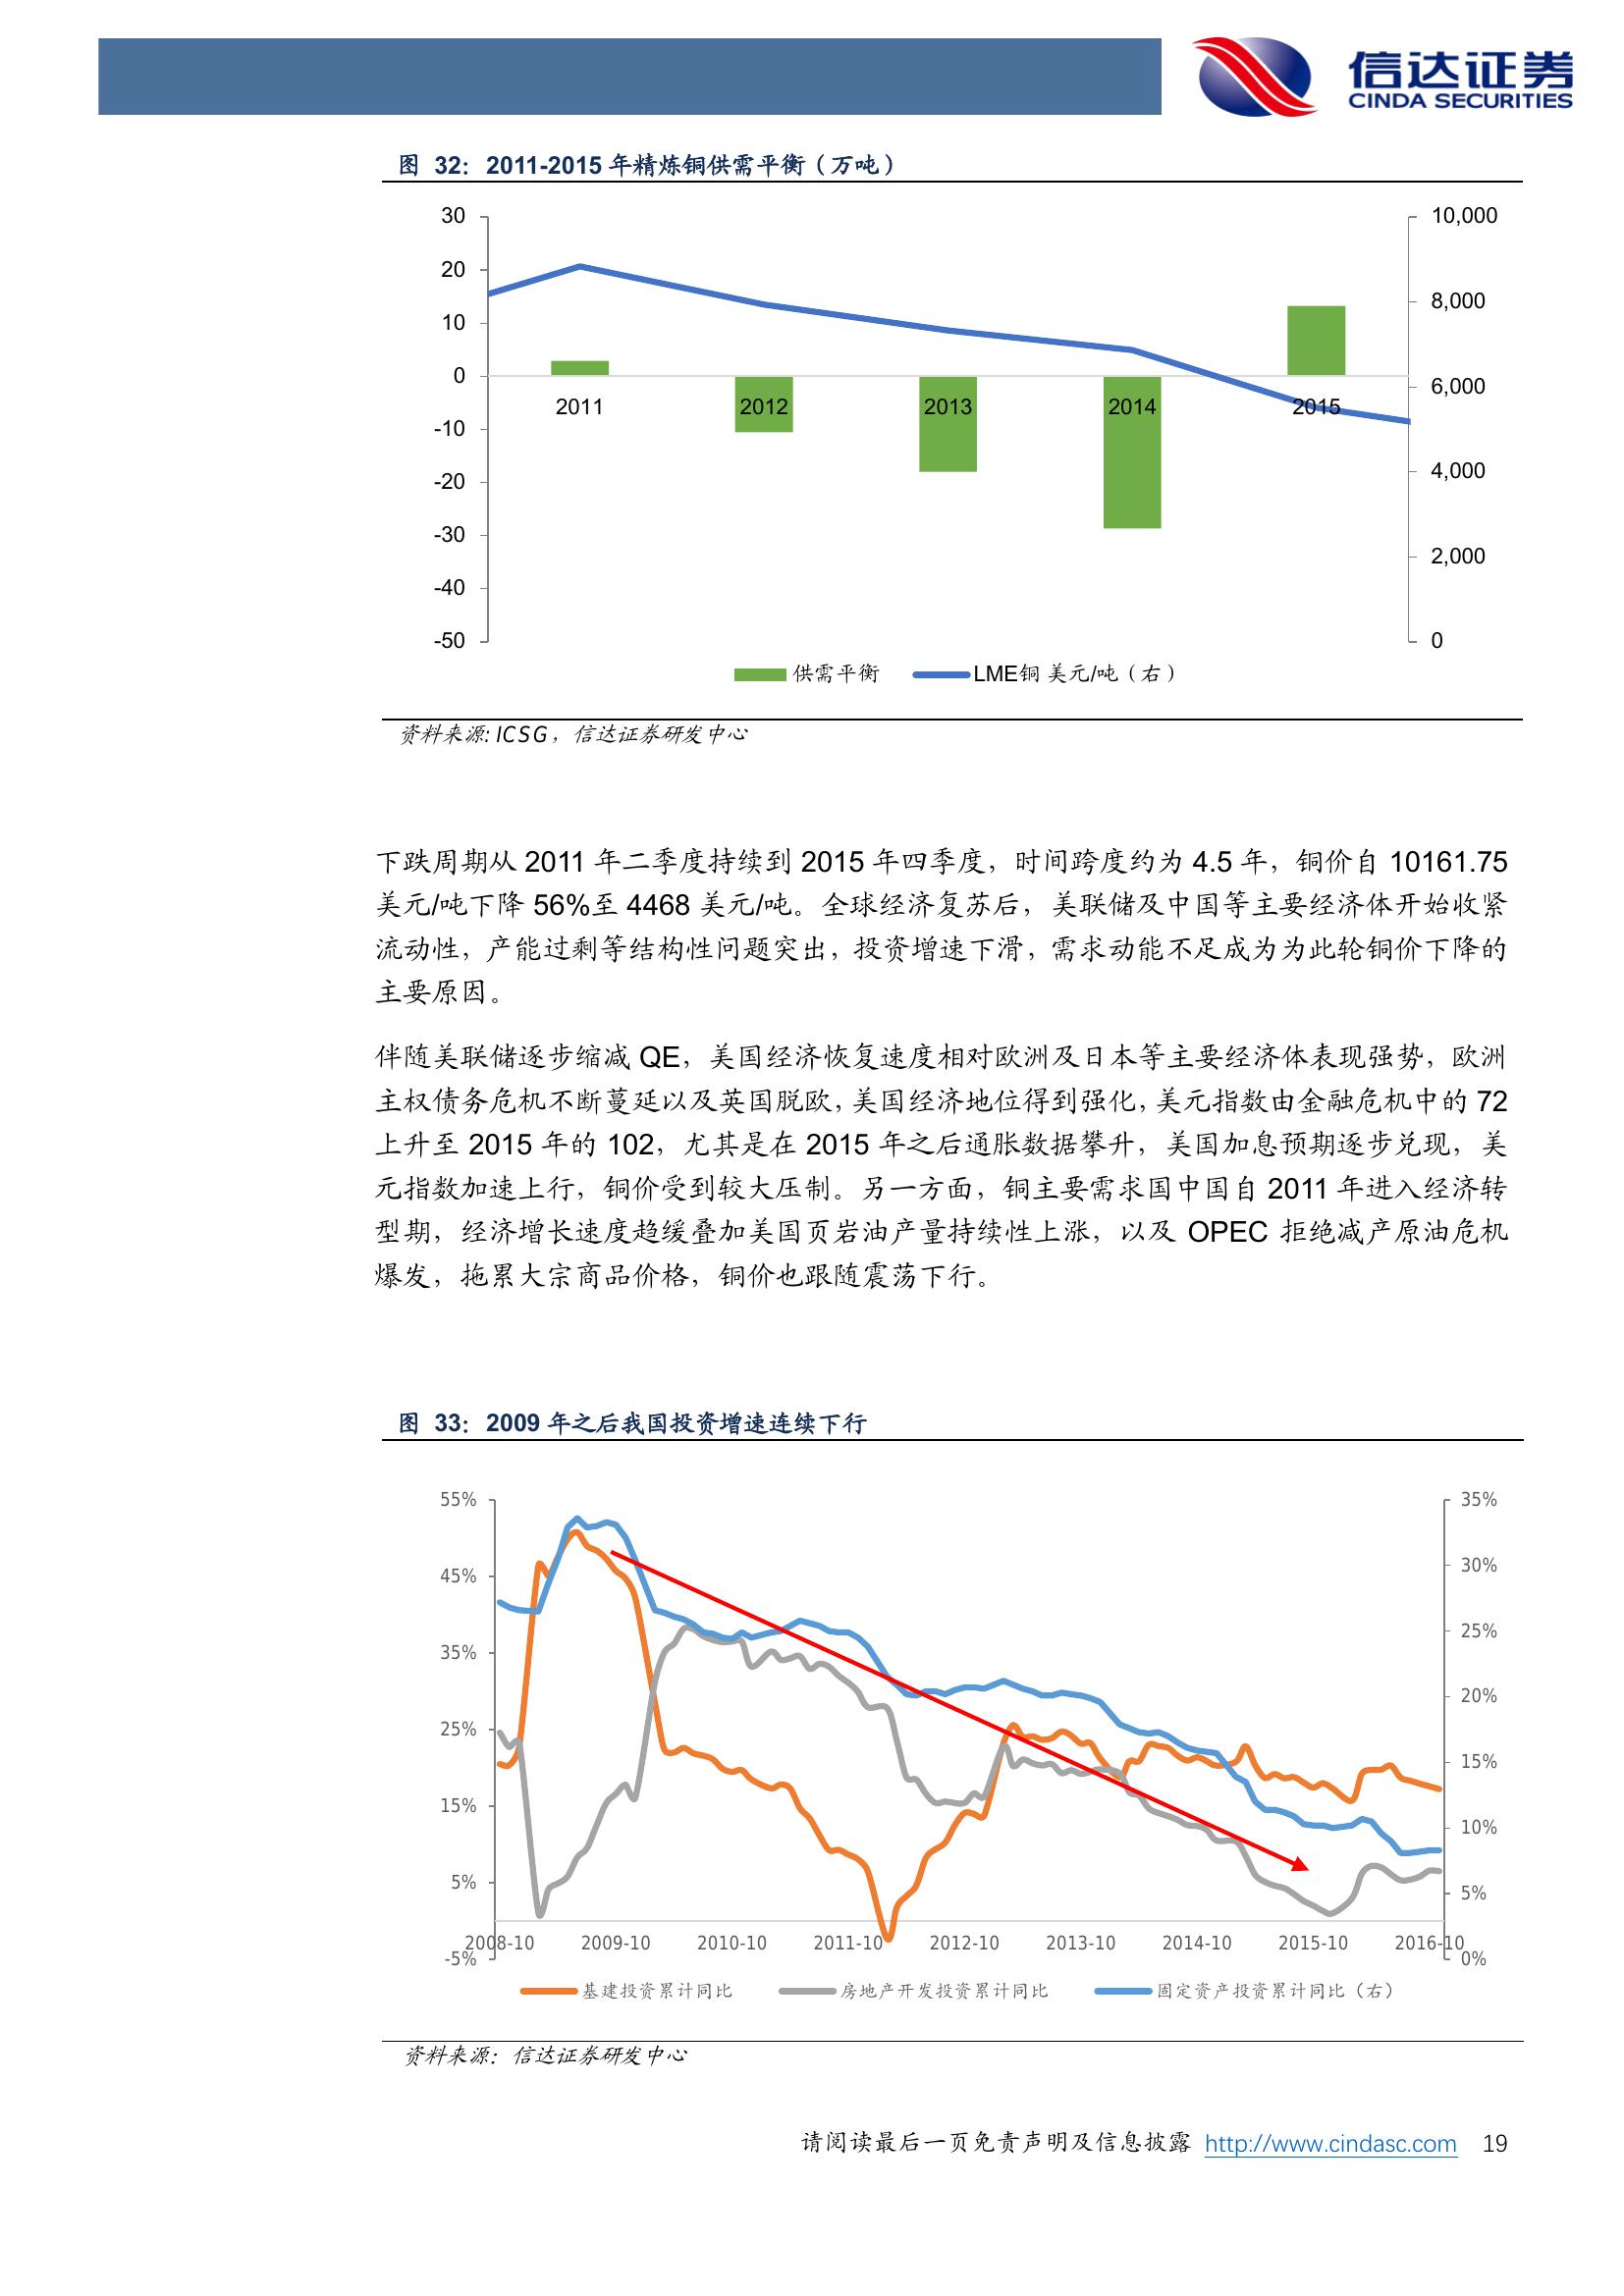 信达证券
CINDA SECURITIES
图 32：2011-2015 年精炼铜供需平衡（万吨）
30
20
10
0
-10
-20
-30
-40
-50
10,000
8,000
6,000
4,000
2,000
0
2011 2012 2013 2014 2015
供需平衡 LME铜 美元/吨（右）
资料来源: ICSG，信达证券研发中心
下跌周期从 2011 年二季度持续到 2015 年四季度，时间跨度约为 4.5 年，铜价自 10161.75
美元/吨下降 56%至 4468 美元/吨。全球经济复苏后，美联储及中国等主要经济体开始收紧
流动性，产能过剩等结构性问题突出，投资增速下滑，需求动能不足成为为此轮铜价下降的
主要原因。
伴随美联储逐步缩减 QE，美国经济恢复速度相对欧洲及日本等主要经济体表现强势，欧洲
主权债务危机不断蔓延以及英国脱欧，美国经济地位得到强化，美元指数由金融危机中的 72
上升至 2015 年的 102，尤其是在 2015 年之后通胀数据攀升，美国加息预期逐步兑现，美
元指数加速上行，铜价受到较大压制。另一方面，铜主要需求国中国自 2011 年进入经济转
型期，经济增长速度趋缓叠加美国页岩油产量持续性上涨，以及 OPEC 拒绝减产原油危机
爆发，拖累大宗商品价格，铜价也跟随震荡下行。
图 33：2009 年之后我国投资增速连续下行
55%
45%
35%
25%
15%
5%
-5%
35%
30%
25%
20%
15%
10%
5%
0%
2008-10 2009-10 2010-10 2011-10 2012-10 2013-10 2014-10 2015-10 2016-10
基建投资累计同比 房地产开发投资累计同比 固定资产投资累计同比（右）
资料来源：信达证券研发中心
请阅读最后一页免责声明及信息披露 http://www.cindasc.com 19